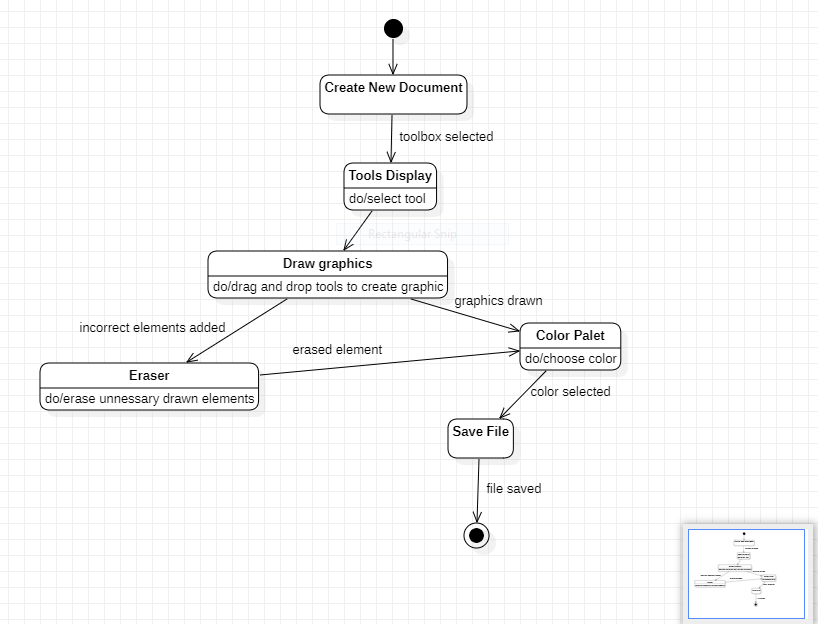 Create New Document
toolbox selected
Tools Display
do/select tool
Rectangular Snip
Draw graphics
do/drag and drop tools to create graphic
graphics drawn
incorrect elements added
Color Palet
erased element
do/choose color
Eraser
color selected
do/erase unnessary drawn elements
Save File
file saved